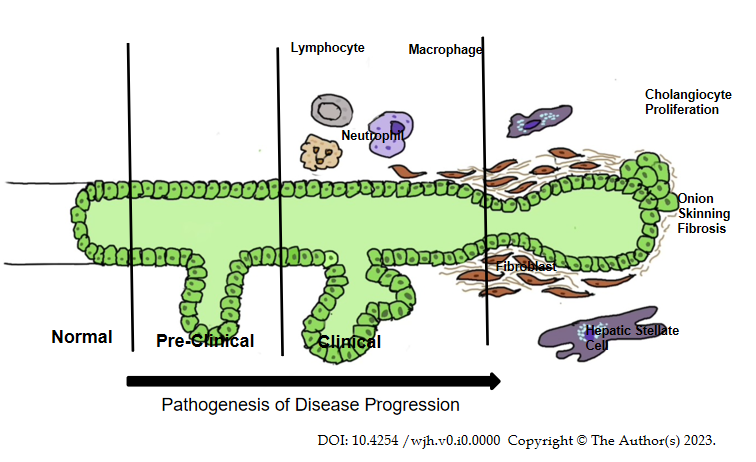 Lymphocyte
Macrophage
Cholangiocyte
Proliferation
Neutrophil
Onion
Skinning
Fibrosis
Fibroblast
Hepatic Stellate
Cell
Normal
Pre-Clinical
Clinical
Pathogenesis of Disease Progression
DOI: 10.4254 /wjh.v0.i0.0000 Copyright © The Author(s) 2023.